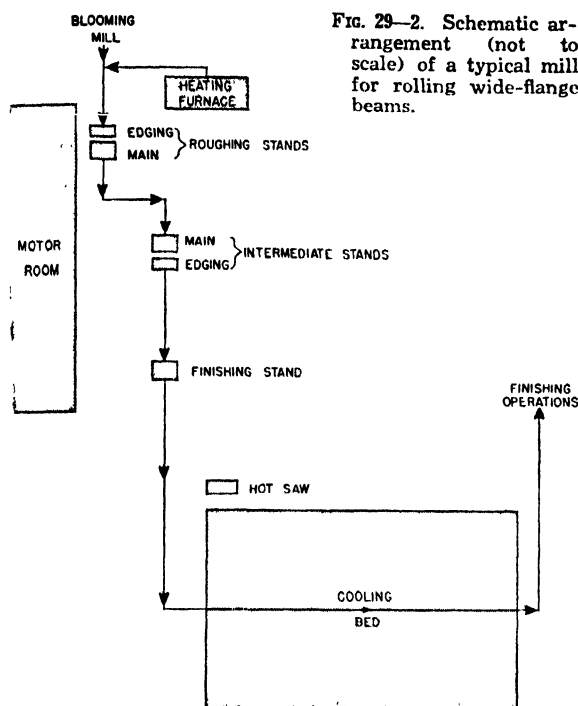 BLOOMING
MILL
FIG. 29—2. Schematic ar-
rangement (not to
scale) of a typical mill
for rolling wide-flange
beams.
HEATING
FURNACE
EDGING
MAIN
ROUGHING STANDS
MOTOR
ROOM
MAIN
EDGING
INTERMEDIATE STANDS
FINISHING STAND
FINISHING
OPERATIONS
HOT SAW
COOLING
BED